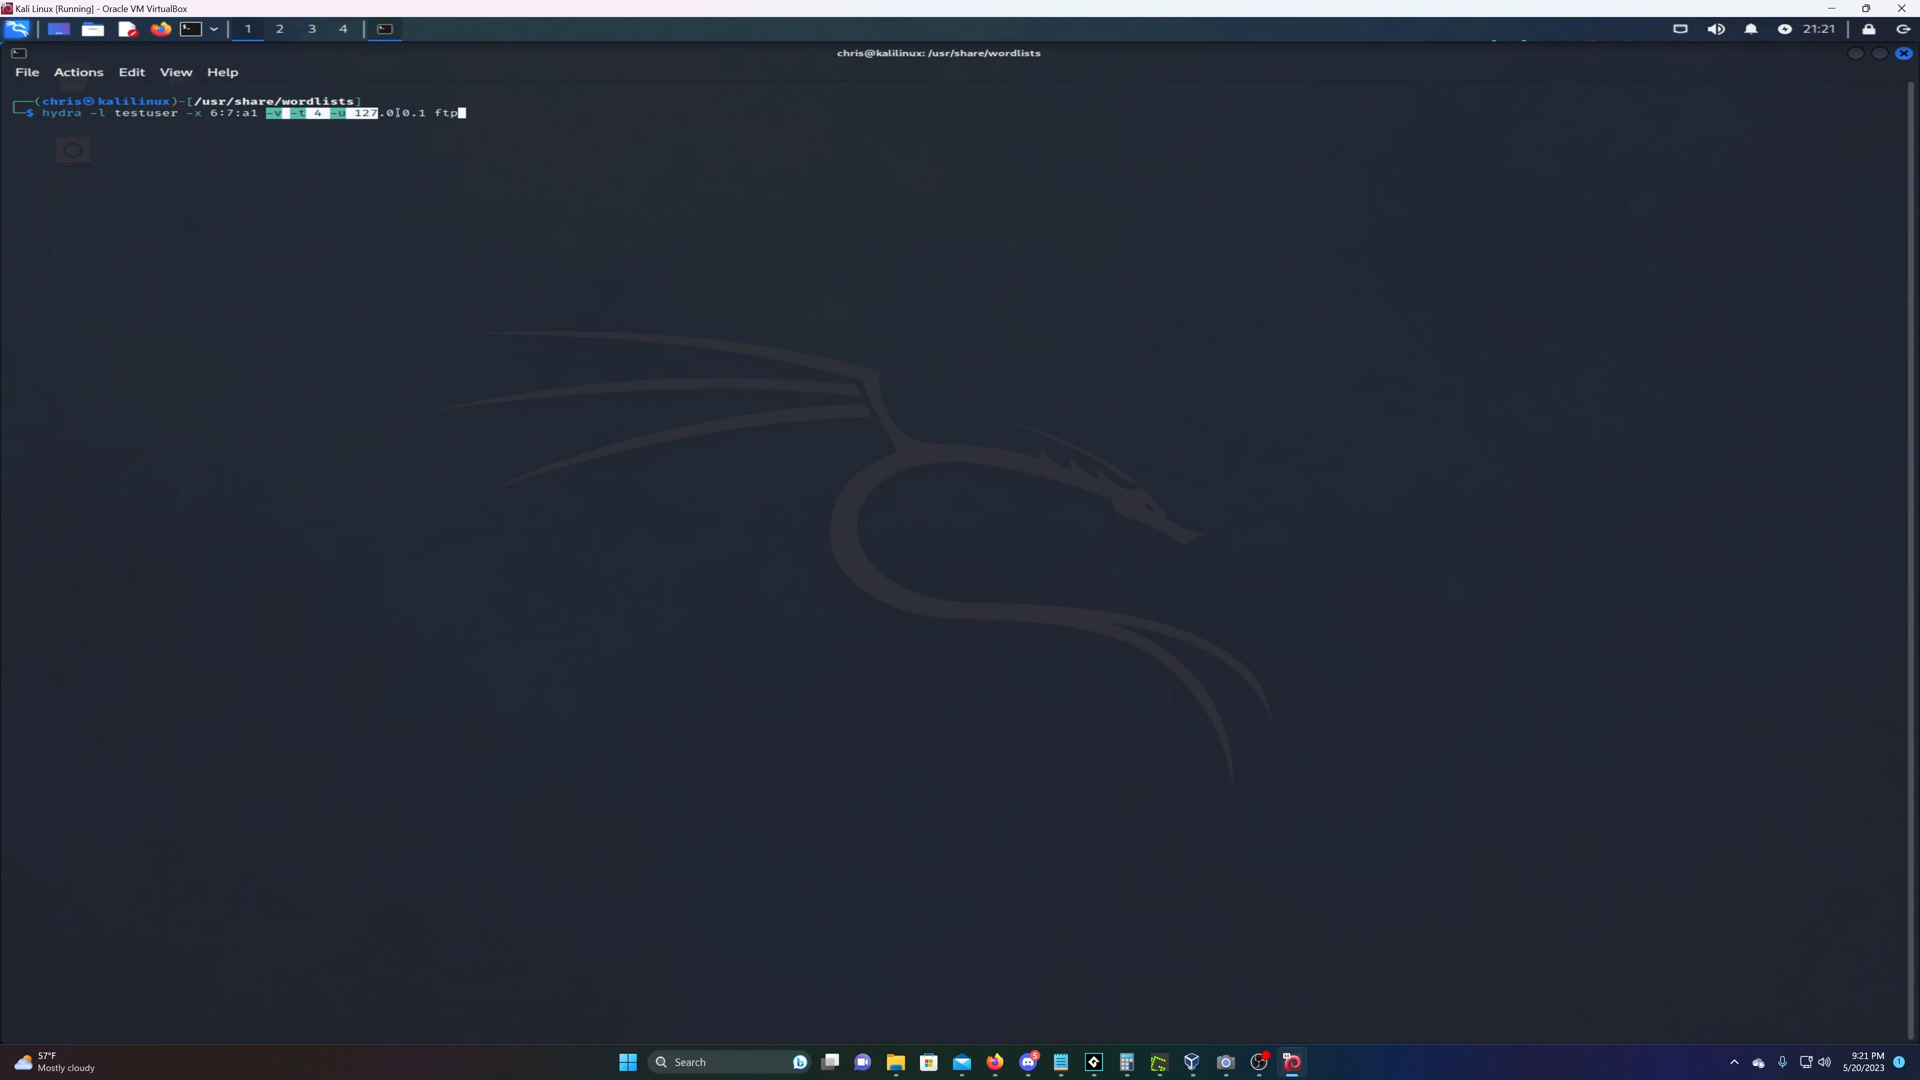 Kali Linux [Running] - Oracle VM VirtualBox
1 2 3 4
21:21
chris@kalilinux: /usr/share/wordlists
File Actions Edit View Help
┌──(chris㉿kalilinux)-[/usr/share/wordlists]
└─$ hydra -l testuser -x 6:7:a1 -v -t 4 -u 127.0.0.1 ftp
57°F
Mostly cloudy
Search
5
9:21 PM
5/20/2023
1